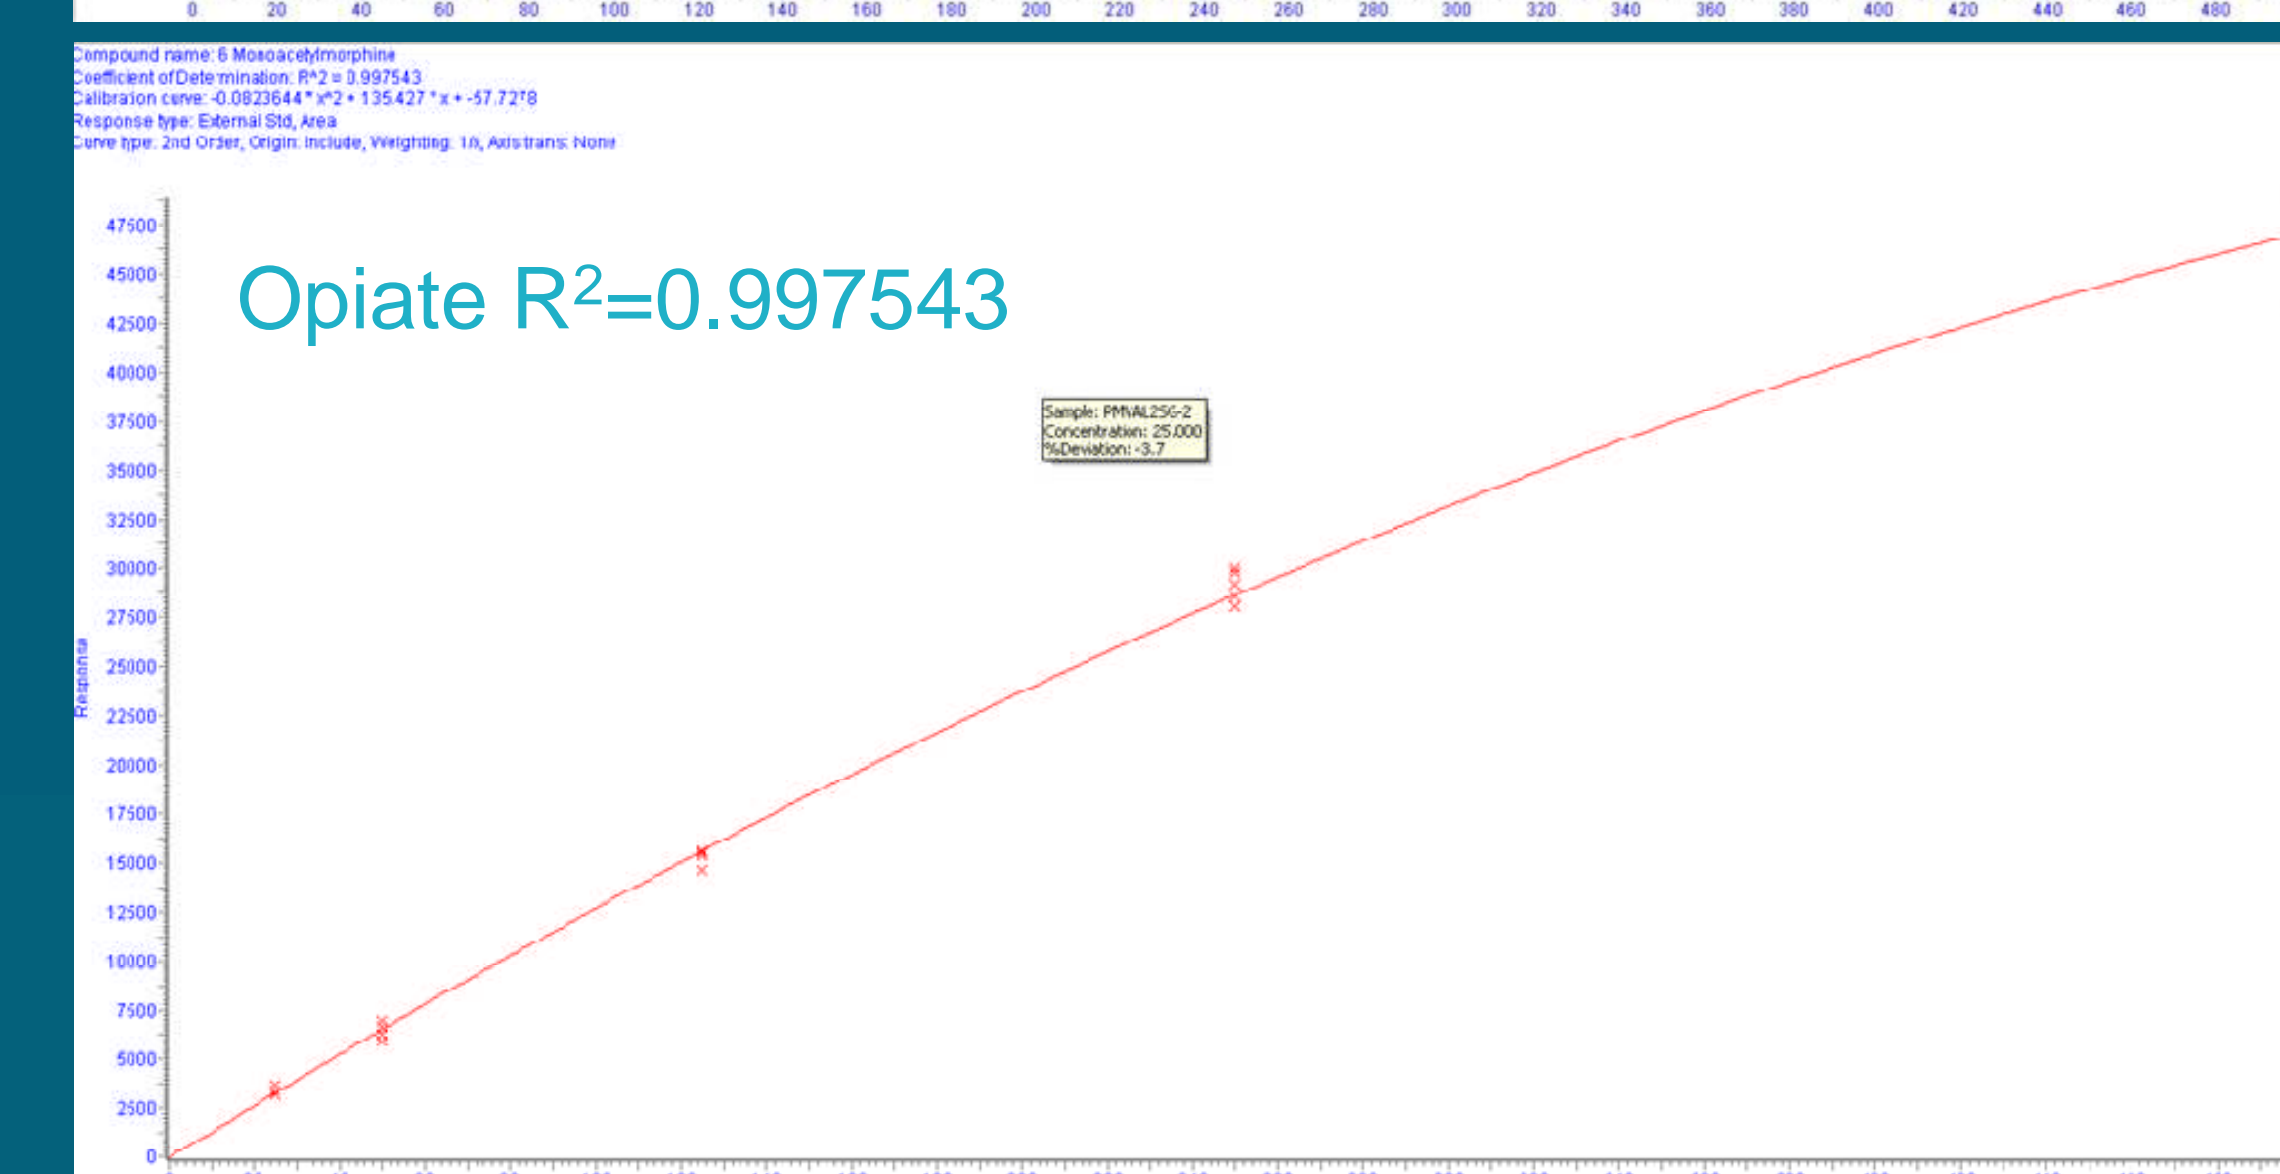 0 20 40 60 80 100 120 140 160 180 200 220 240 260 280 300 320 340 360 380 400 420 440 460 480
Compound name: 6 Monoacetylmorphine
Coefficient of Determination: R^2 = 0.997543
Calibration curve: -0.0823644 * x^2 + 135.427 * x + -57.7278
Response type: External Std, Area
Curve type: 2nd Order, Origin: Include, Weighting: 1/x, Axis trans: None
Opiate R²=0.997543
47500
45000
42500
40000
37500
Sample: PMVAL25G-2
Concentration: 25.000
%Deviation: -3.7
35000
32500
30000
27500
25000
22500
20000
17500
15000
12500
10000
7500
5000
2500
0
Response